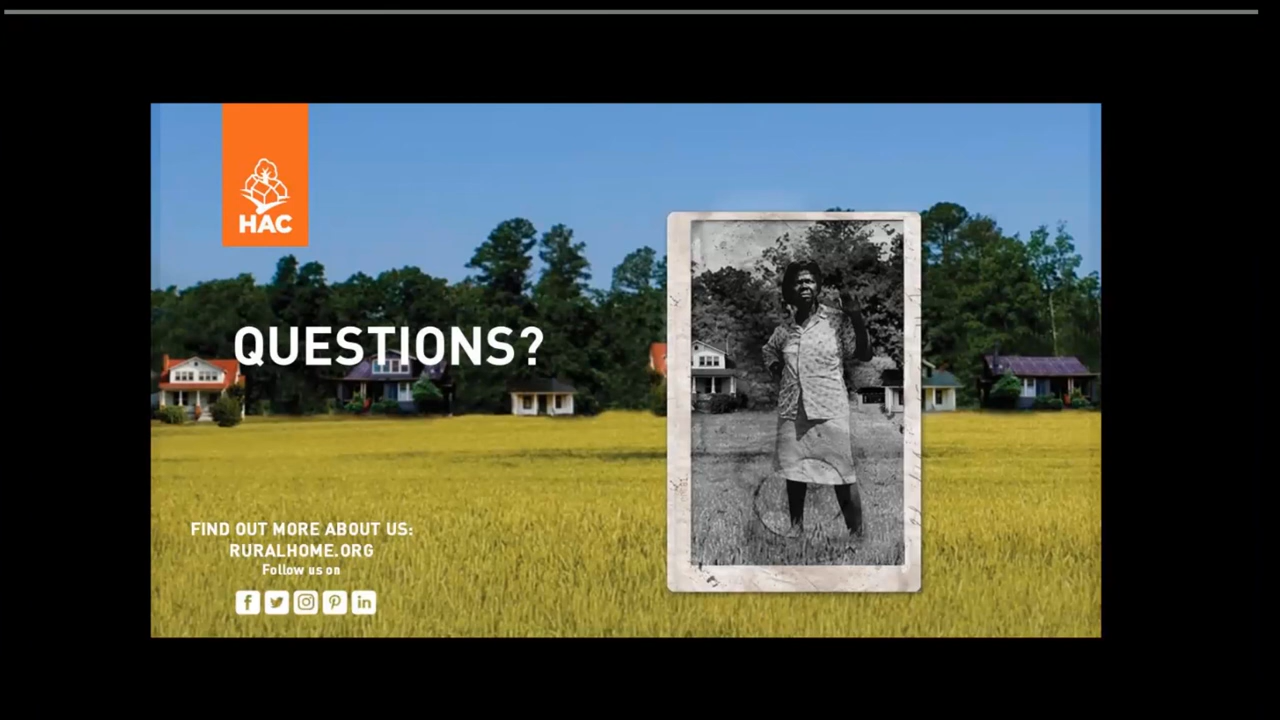 HAC
QUESTIONS?
FIND OUT MORE ABOUT US:
RURALHOME.ORG
Follow us on